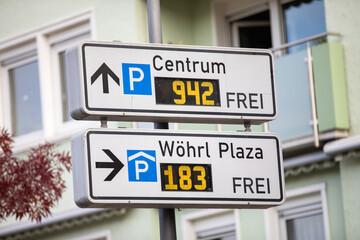 Centrum
P 942 FREI
Wöhrl Plaza
P 183 FREI